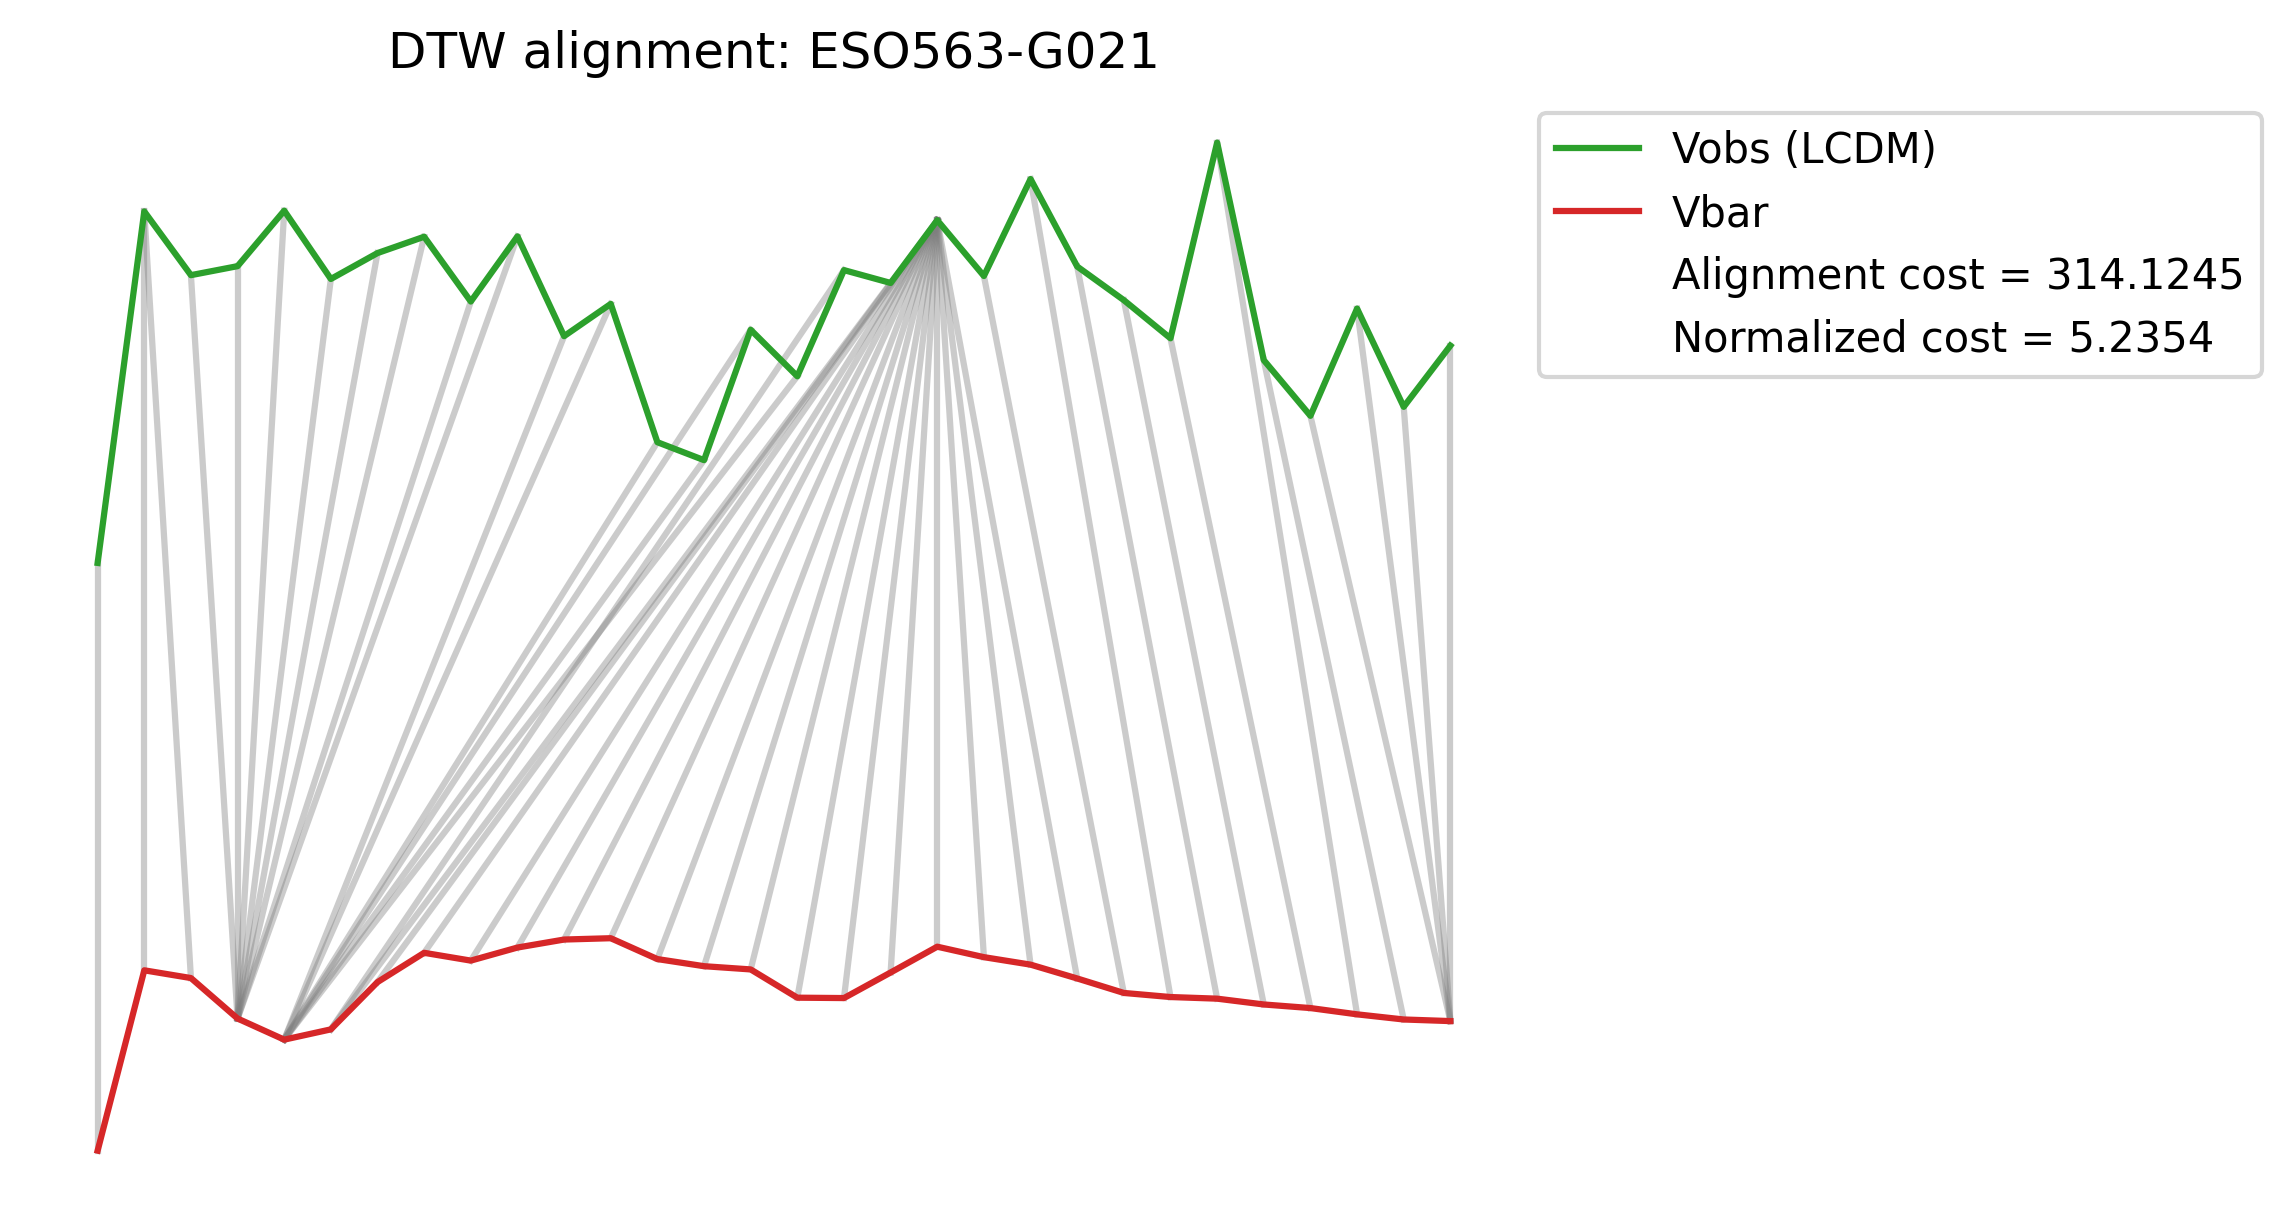 DTW alignment: ESO563-G021
Vobs (LCDM)
Vbar
Alignment cost = 314.1245
Normalized cost = 5.2354